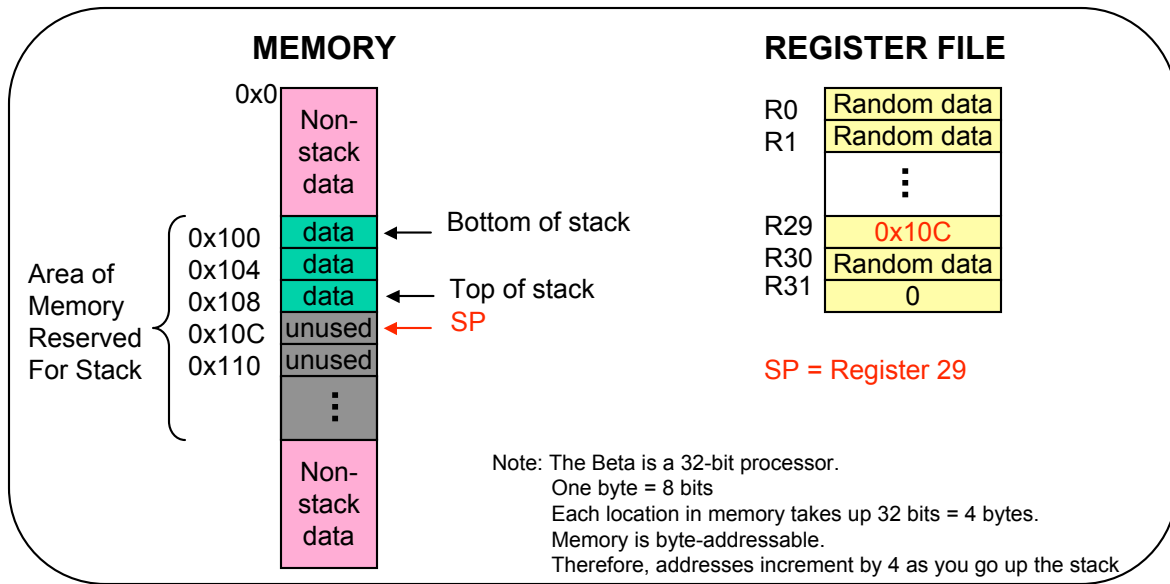 MEMORY
REGISTER FILE
0x0
Non-
stack
data
0x100
data
Bottom of stack
0x104
data
0x108
data
Top of stack
0x10C
unused
SP
0x110
unused
⋮
Non-
stack
data
Area of
Memory
Reserved
For Stack
R0
Random data
R1
Random data
⋮
R29
0x10C
R30
Random data
R31
0
SP = Register 29
Note: The Beta is a 32-bit processor.
One byte = 8 bits
Each location in memory takes up 32 bits = 4 bytes.
Memory is byte-addressable.
Therefore, addresses increment by 4 as you go up the stack